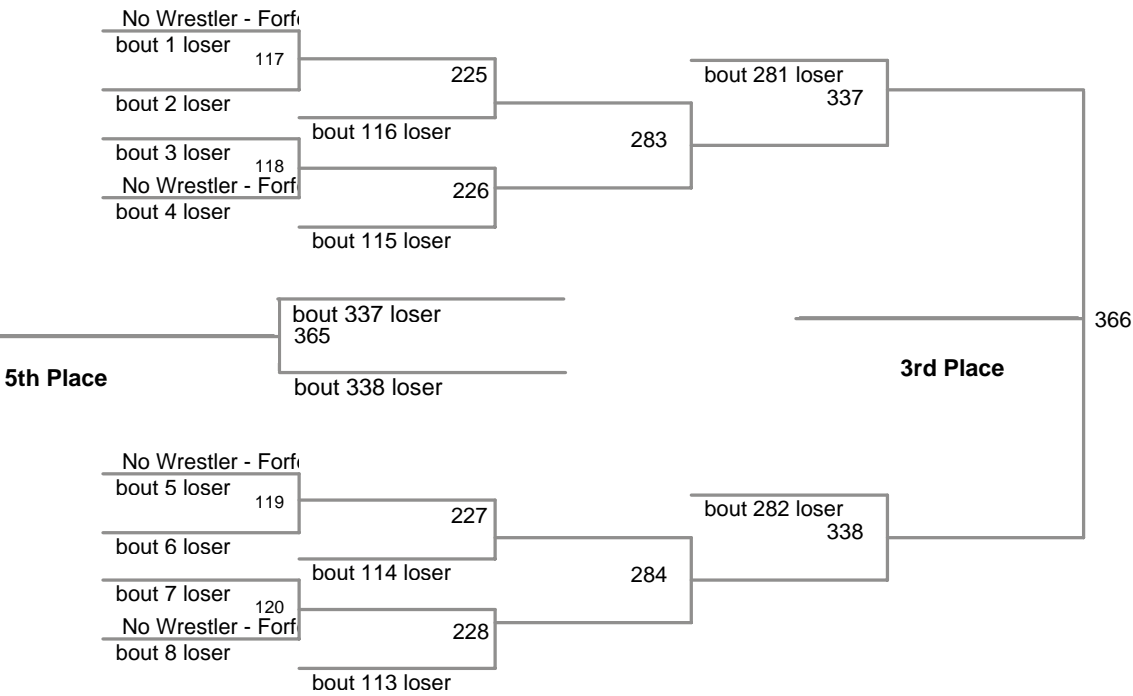 No Wrestler - Forf
bout 1 loser
117
225
bout 2 loser
bout 116 loser
bout 281 loser
337
283
bout 3 loser
118
No Wrestler - Forf
bout 4 loser
226
bout 115 loser
bout 337 loser
365
bout 338 loser
5th Place
366
3rd Place
No Wrestler - Forf
bout 5 loser
119
227
bout 6 loser
bout 114 loser
bout 282 loser
338
284
bout 7 loser
120
No Wrestler - Forf
bout 8 loser
228
bout 113 loser